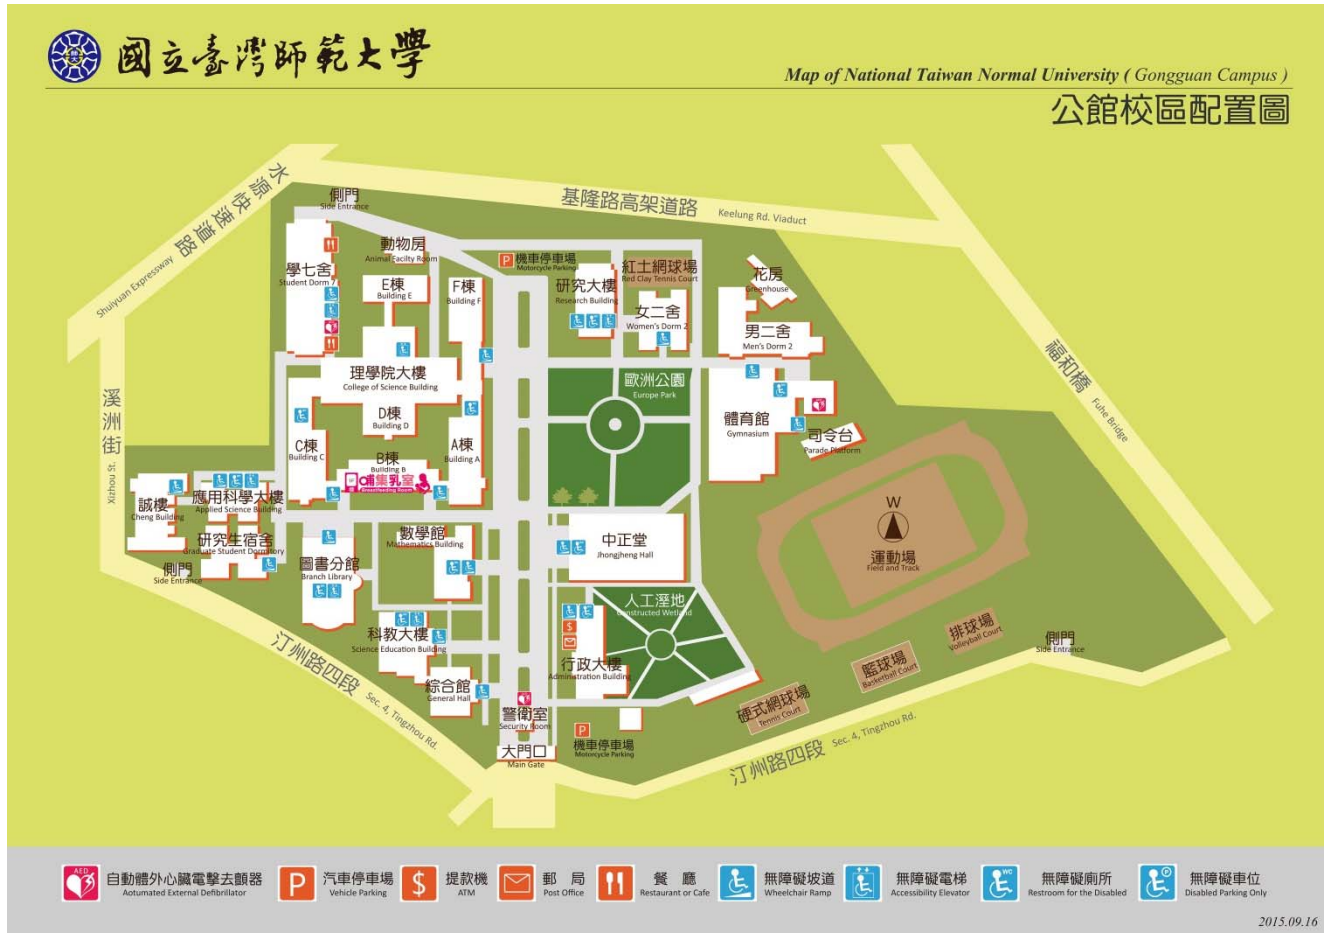 國立臺灣師範大學
Map of National Taiwan Normal University ( Gongguan Campus )
公館校區配置圖
水源快速道路
Shuiyuan Expressway
側門
Side Entrance
基隆路高架道路
Keelung Rd. Viaduct
動物房
Animal Facilty Room
P
機車停車場
Motorcycle Parking
學七舍
Student Dorm 7
E棟
Building E
F棟
Building F
研究大樓
Research Building
紅土網球場
Red Clay Tennis Court
女二舍
Women's Dorm 2
花房
Greenhouse
男二舍
Men's Dorm 2
福和橋
Fuhe Bridge
理學院大樓
College of Science Building
歐洲公園
Europe Park
溪洲街
Xizhou St.
D棟
Building D
C棟
Building C
A棟
Building A
B棟
Building B
哺集乳室
Breastfeeding Room
體育館
Gymnasium
司令台
Parade Platform
誠樓
Cheng Building
應用科學大樓
Applied Science Building
研究生宿舍
Graduate Student Dormitory
側門
Side Entrance
圖書分館
Branch Library
數學館
Mathematics Building
中正堂
Jhongjheng Hall
W
運動場
Field and Track
人工溼地
Constructed Wetland
科教大樓
Science Education Building
$
行政大樓
Administration Building
排球場
Volleyball Court
籃球場
Basketball Court
側門
Side Entrance
綜合館
General Hall
硬式網球場
Tennis Court
汀州路四段
Sec. 4, Tingzhou Rd.
警衛室
Security Room
大門口
Main Gate
P
機車停車場
Motorcycle Parking
汀州路四段
Sec. 4, Tingzhou Rd.
AED
自動體外心臟電擊去顫器
Aotumated External Defibrillator
P
汽車停車場
Vehicle Parking
$
提款機
ATM
郵 局
Post Office
餐 廳
Restaurant or Cafe
無障礙坡道
Wheelchair Ramp
無障礙電梯
Accessibility Elevator
WC
無障礙廁所
Restroom for the Disabled
P
無障礙車位
Disabled Parking Only
2015.09.16